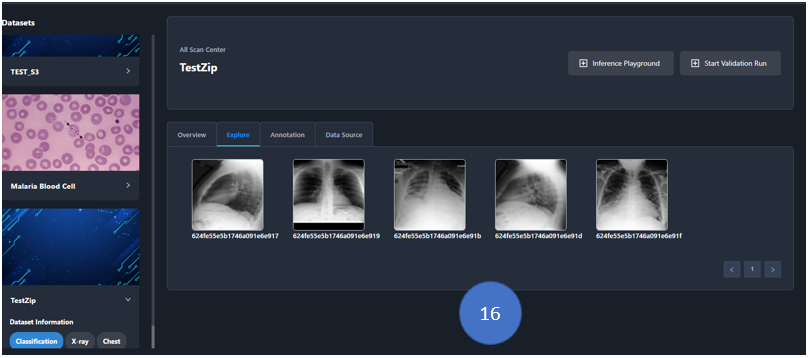 Datasets
TEST_53
Malaria Blood Cell
TestZip
Dataset Information
Classification
X-ray
Chest
All Scan Center
TestZip
Inference Playground
Start Validation Run
Overview
Explore
Annotation
Data Source
624fe55e5b1746a091e6e917
624fe55e5b1746a091e6e919
624fe55e5b1746a091e6e91b
624fe55e5b1746a091e6e91d
624fe55e5b1746a091e6e91f
1
16